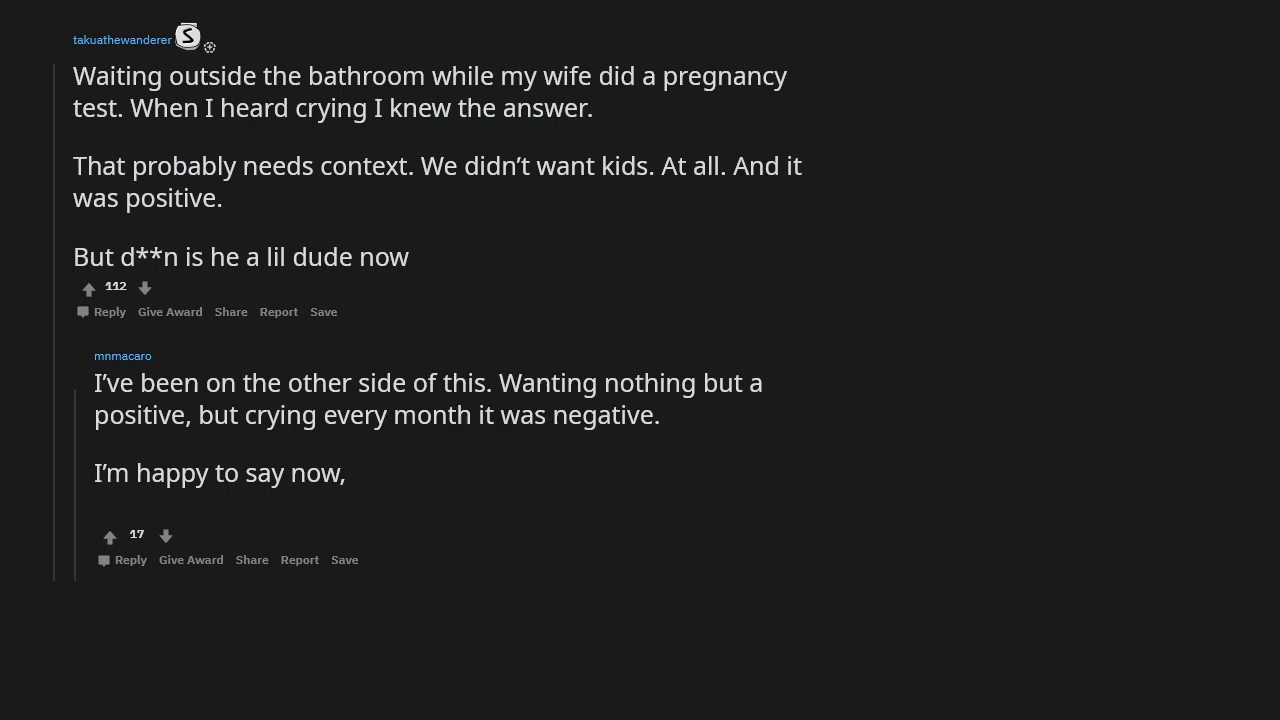 takuathewanderer S
Waiting outside the bathroom while my wife did a pregnancy
test. When I heard crying I knew the answer.
That probably needs context. We didn’t want kids. At all. And it
was positive.
But d**n is he a lil dude now
112
Reply Give Award Share Report Save
mnmacaro
I’ve been on the other side of this. Wanting nothing but a
positive, but crying every month it was negative.
I’m happy to say now,
17
Reply Give Award Share Report Save